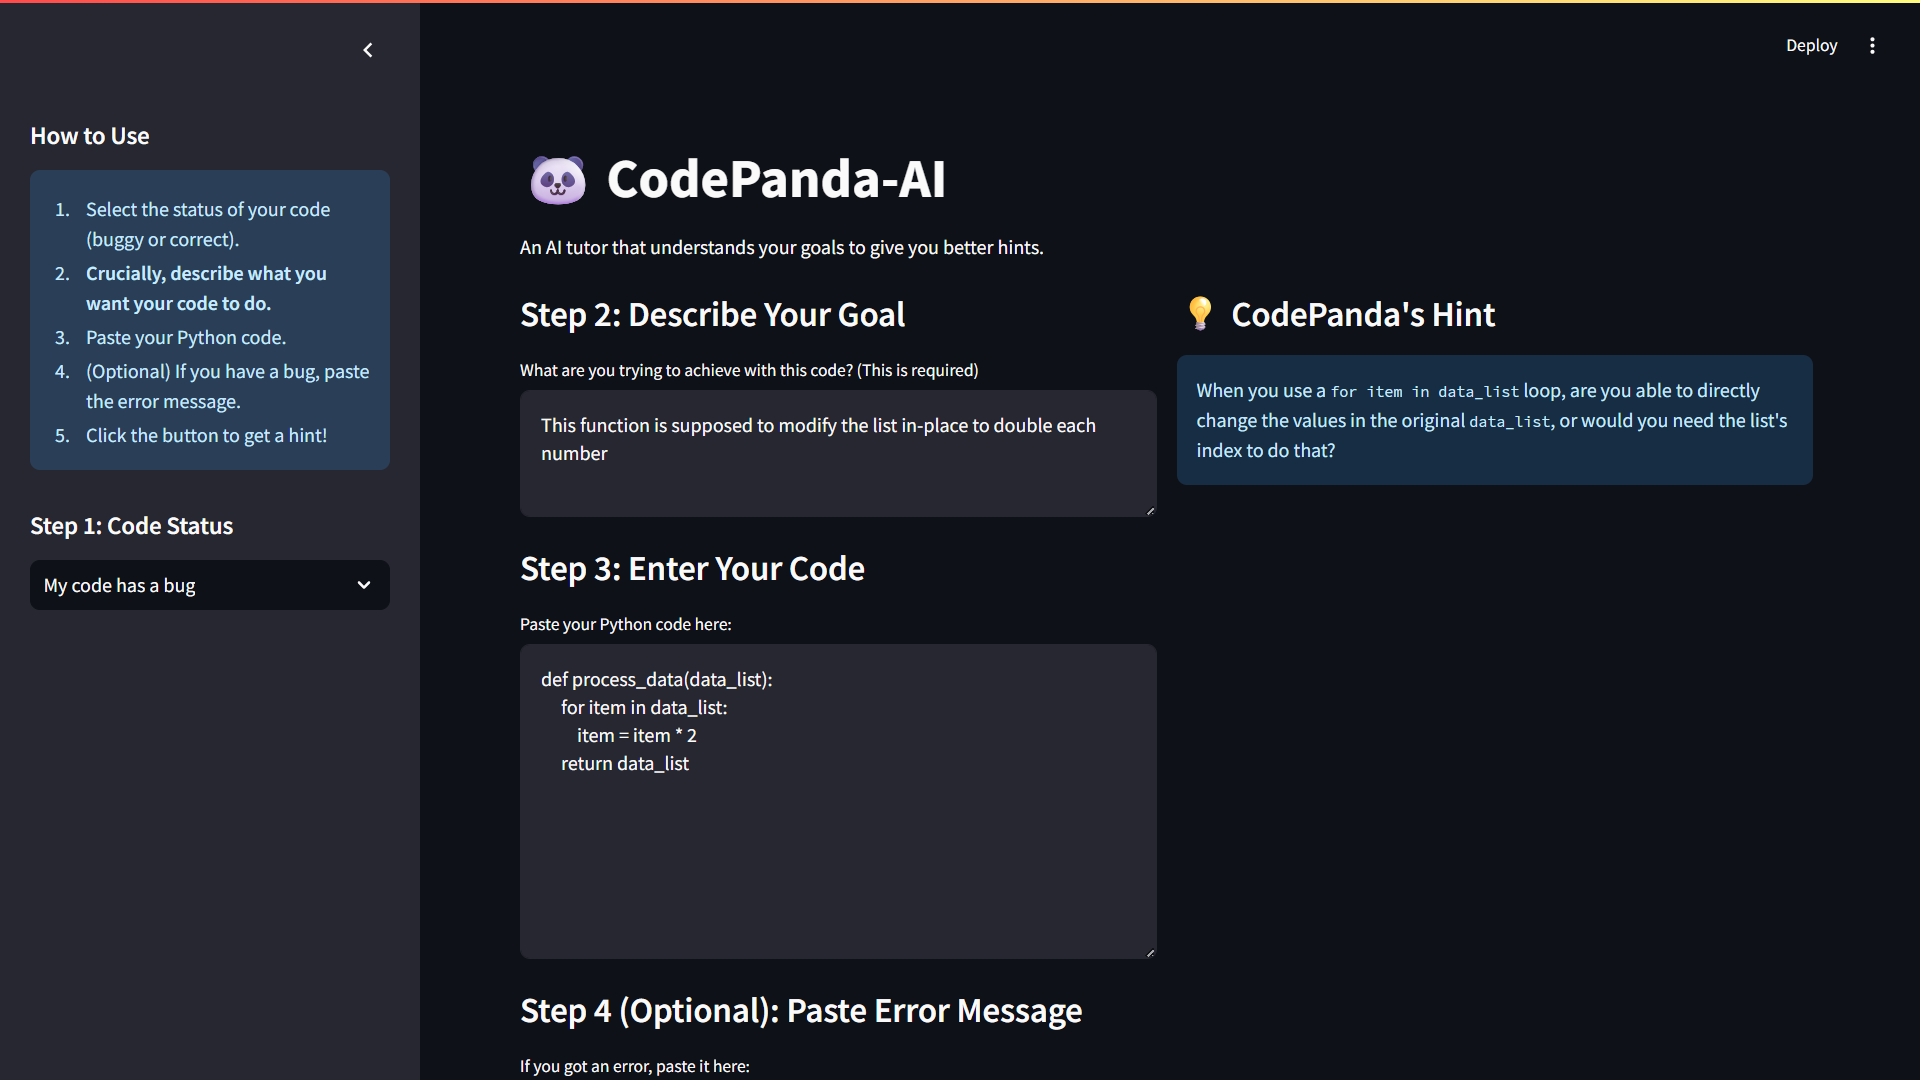 Deploy
How to Use
1. Select the status of your code
(buggy or correct).
2. Crucially, describe what you
want your code to do.
3. Paste your Python code.
4. (Optional) If you have a bug, paste
the error message.
5. Click the button to get a hint!
Step 1: Code Status
My code has a bug
CodePanda-AI
An AI tutor that understands your goals to give you better hints.
Step 2: Describe Your Goal
What are you trying to achieve with this code? (This is required)
This function is supposed to modify the list in-place to double each
number
Step 3: Enter Your Code
Paste your Python code here:
def process_data(data_list):
    for item in data_list:
        item = item * 2
    return data_list
Step 4 (Optional): Paste Error Message
If you got an error, paste it here:
CodePanda's Hint
When you use a for item in data_list loop, are you able to directly
change the values in the original data_list, or would you need the list's
index to do that?